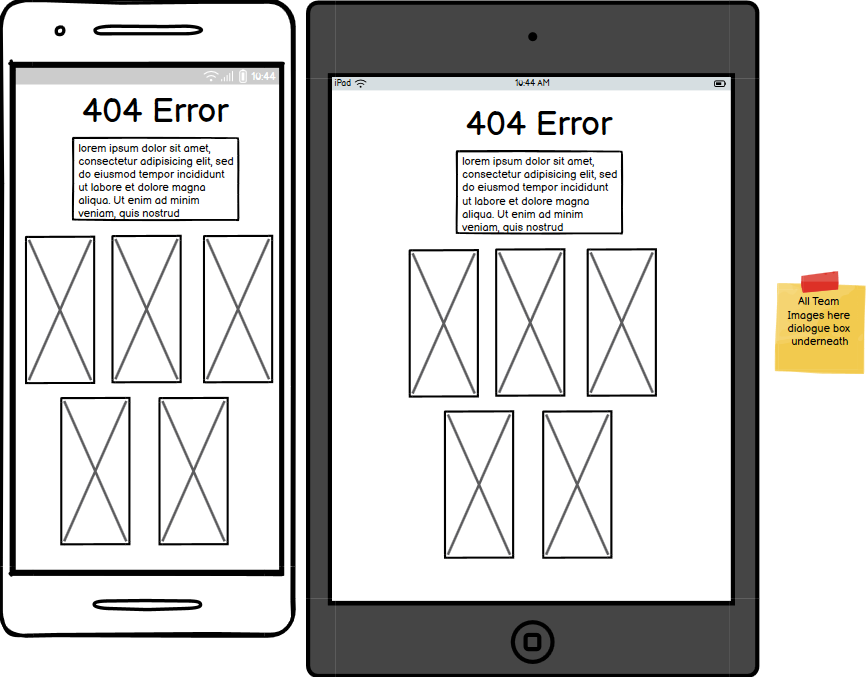 10:44
404 Error
lorem ipsum dolor sit amet,
consectetur adipisicing elit, sed
do eiusmod tempor incididunt
ut labore et dolore magna
aliqua. Ut enim ad minim
veniam, quis nostrud
iPad
10:44 AM
404 Error
lorem ipsum dolor sit amet,
consectetur adipisicing elit, sed
do eiusmod tempor incididunt
ut labore et dolore magna
aliqua. Ut enim ad minim
veniam, quis nostrud
All Team
Images here
dialogue box
underneath